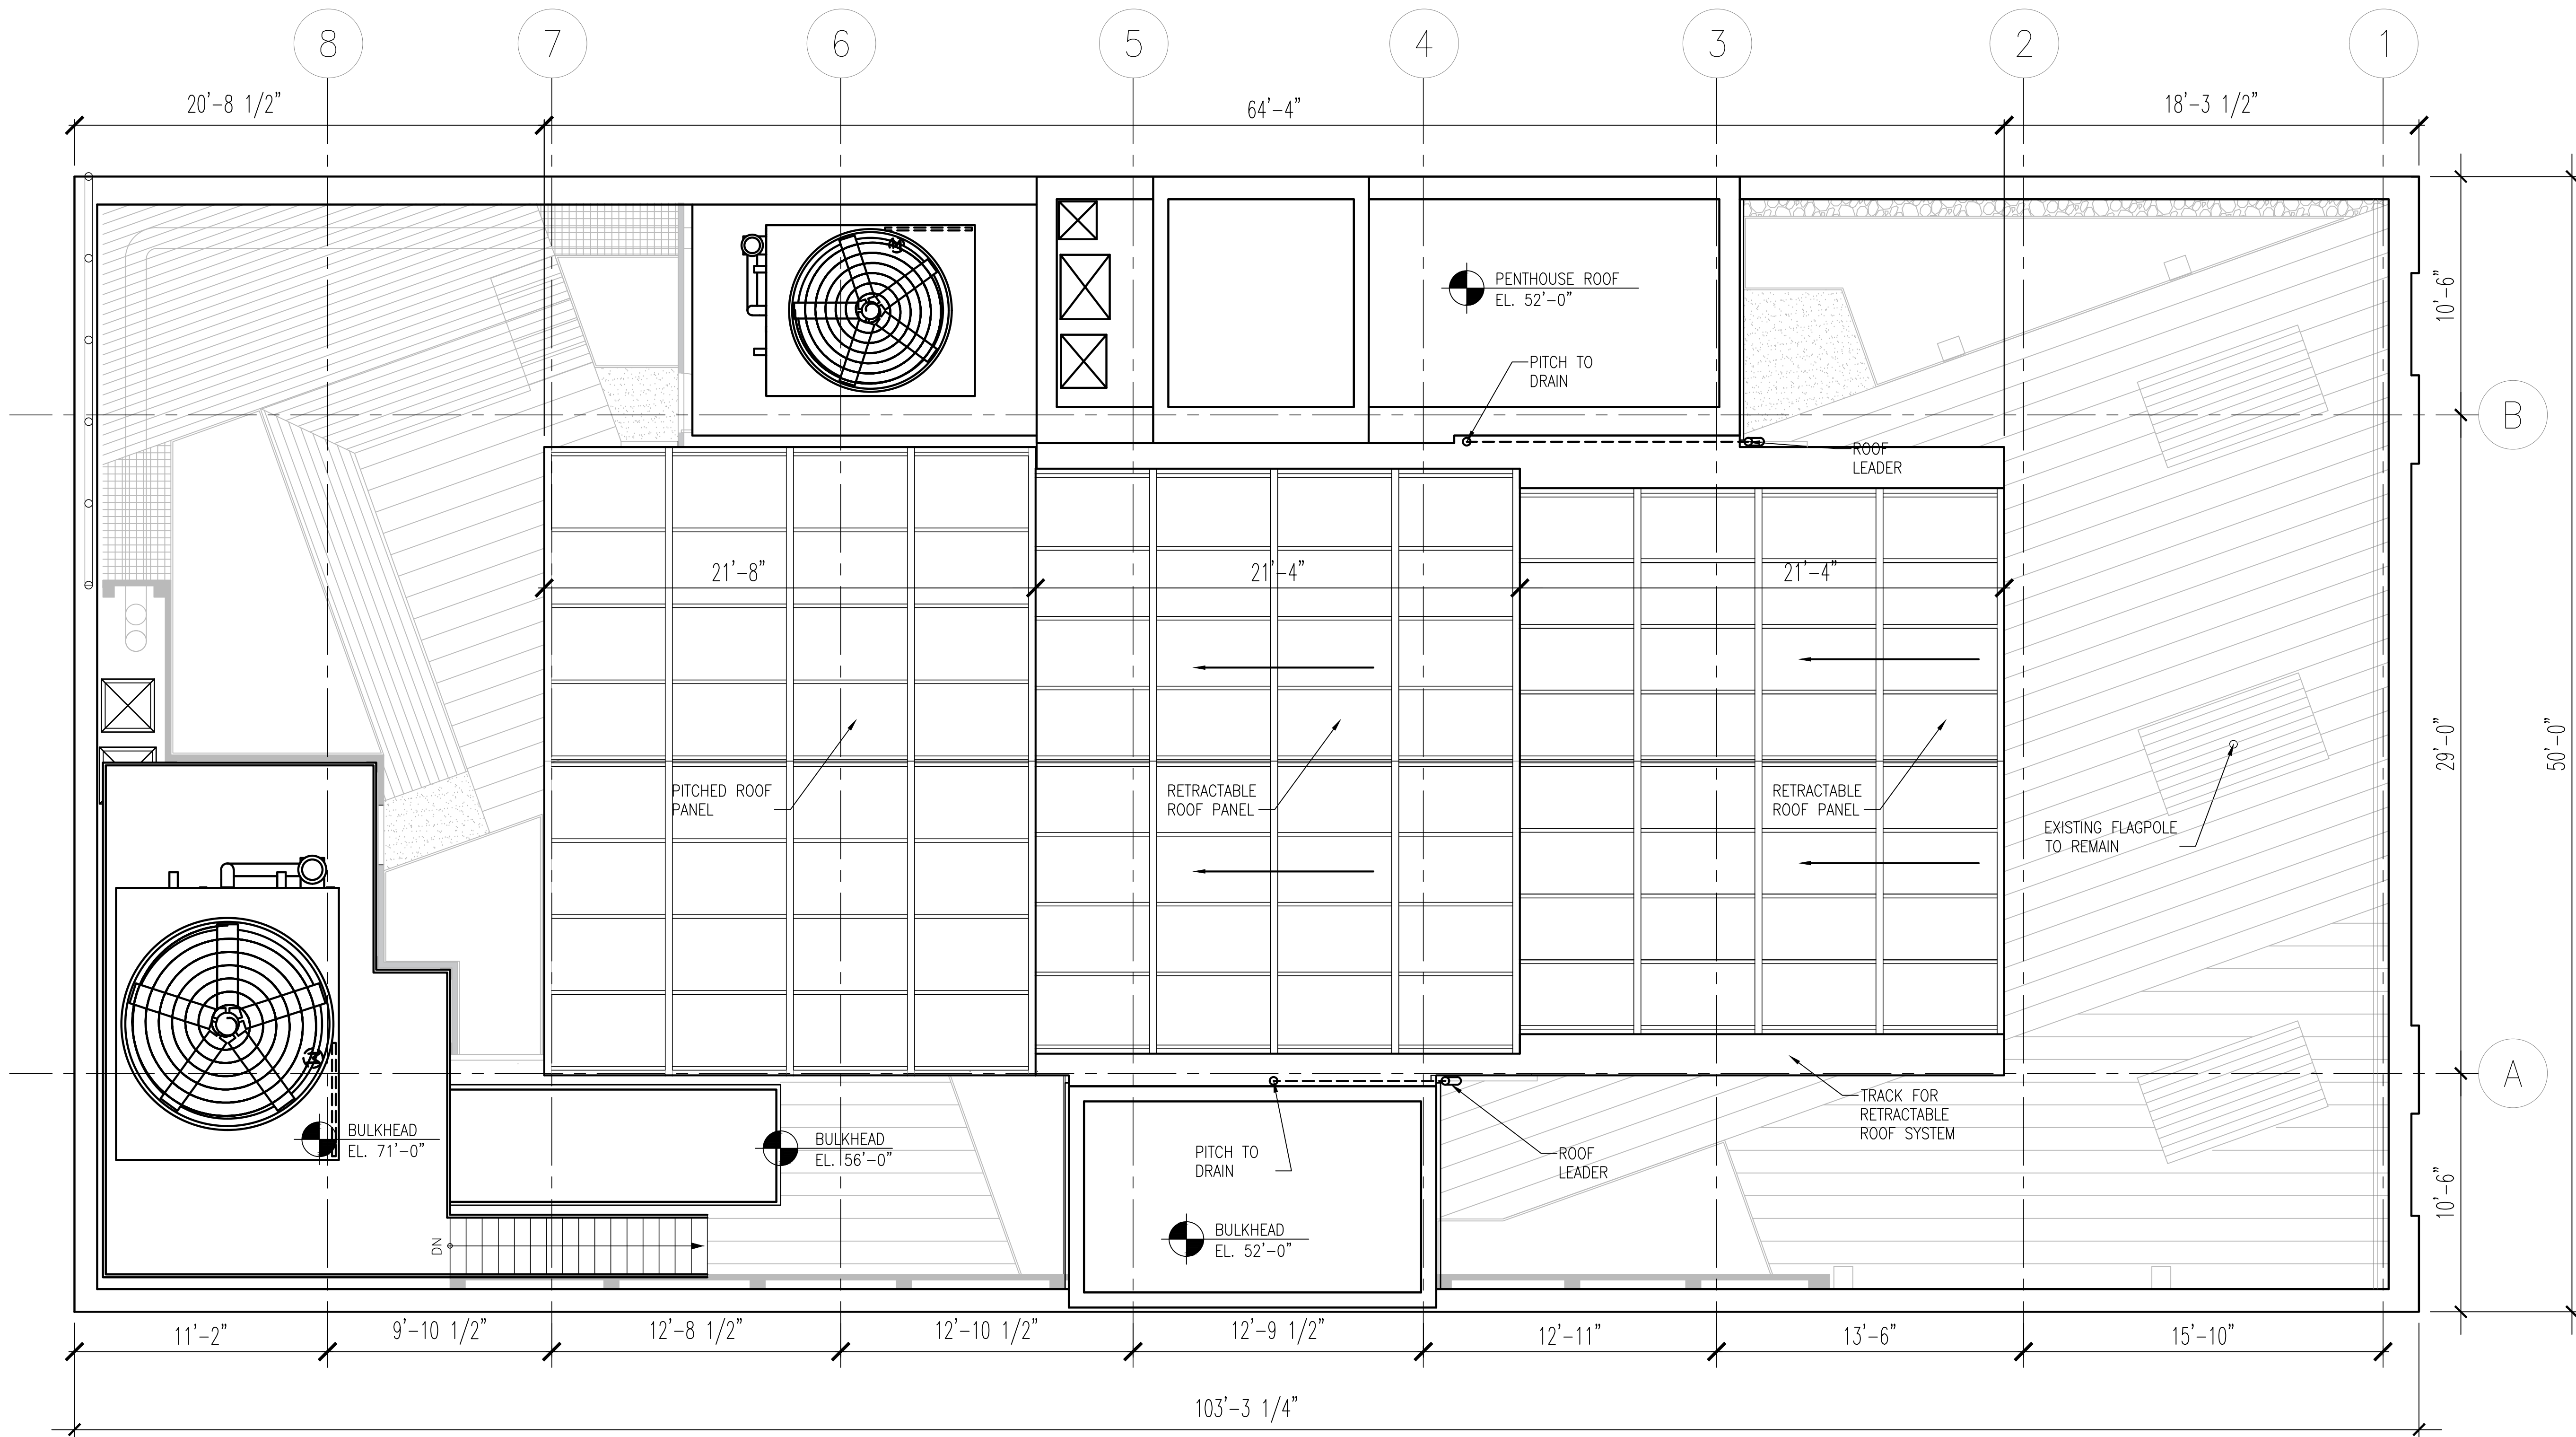 8 7 6 5 4 3 2 1
20'-8 1/2" 64'-4" 18'-3 1/2"
PENTHOUSE ROOF
EL. 52'-0"
10'-6"
PITCH TO
DRAIN
B
ROOF
LEADER
21'-8" 21'-4" 21'-4"
29'-0"
50'-0"
PITCHED ROOF
PANEL
RETRACTABLE
ROOF PANEL
RETRACTABLE
ROOF PANEL
EXISTING FLAGPOLE
TO REMAIN
A
TRACK FOR
RETRACTABLE
ROOF SYSTEM
BULKHEAD
EL. 71'-0"
BULKHEAD
EL. 56'-0"
PITCH TO
DRAIN
ROOF
LEADER
10'-6"
DN
BULKHEAD
EL. 52'-0"
11'-2" 9'-10 1/2" 12'-8 1/2" 12'-10 1/2" 12'-9 1/2" 12'-11" 13'-6" 15'-10"
103'-3 1/4"